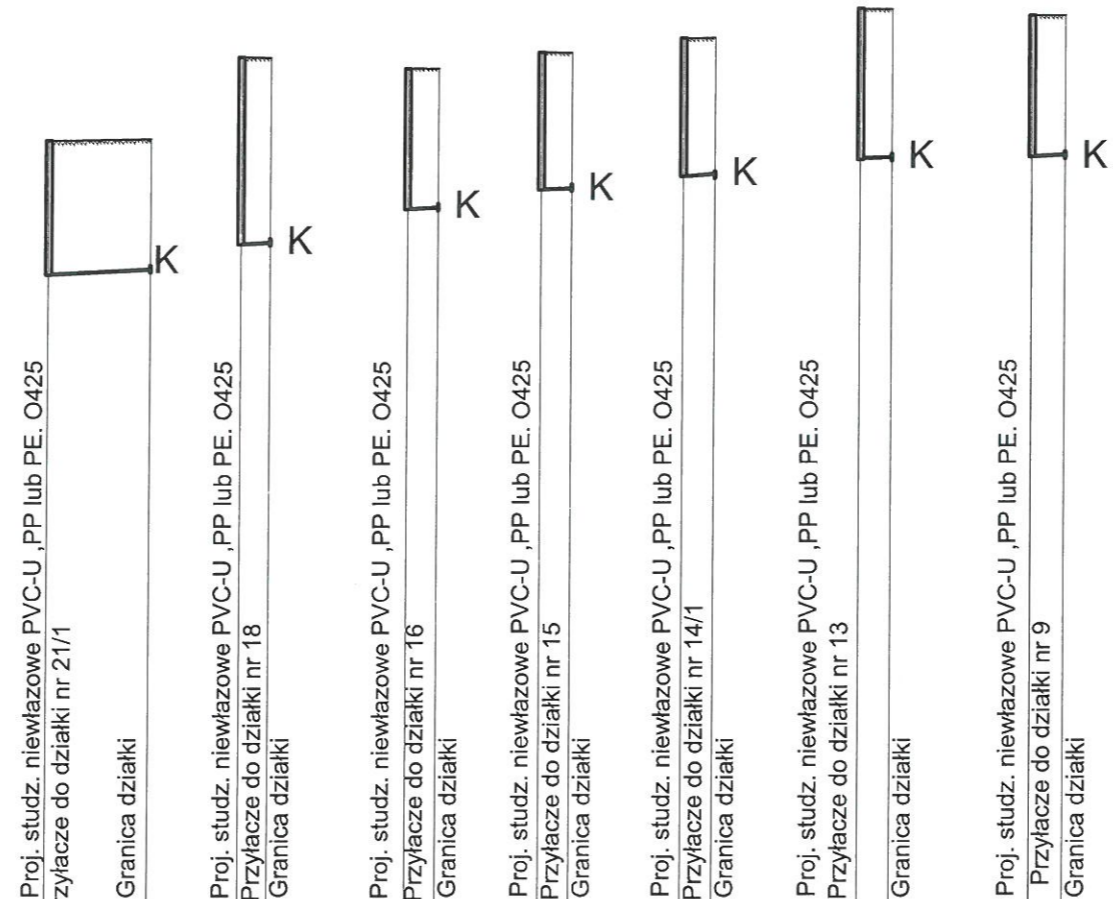 K
K
K
K
K
K
K
Proj. studz. niewłazowe PVC-U ,PP lub PE. O425
rzyłacze do działki nr 21/1
Granica działki
Proj. studz. niewłazowe PVC-U ,PP lub PE. O425
Przyłacze do działki nr 18
Granica działki
Proj. studz. niewłazowe PVC-U ,PP lub PE. O425
Przyłacze do działki nr 16
Granica działki
Proj. studz. niewłazowe PVC-U ,PP lub PE. O425
Przyłacze do działki nr 15
Granica działki
Proj. studz. niewłazowe PVC-U ,PP lub PE. O425
Przyłacze do działki nr 14/1
Granica działki
Proj. studz. niewłazowe PVC-U ,PP lub PE. O425
Przyłacze do działki nr 13
Granica działki
Proj. studz. niewłazowe PVC-U ,PP lub PE. O425
Przyłacze do działki nr 9
Granica działki